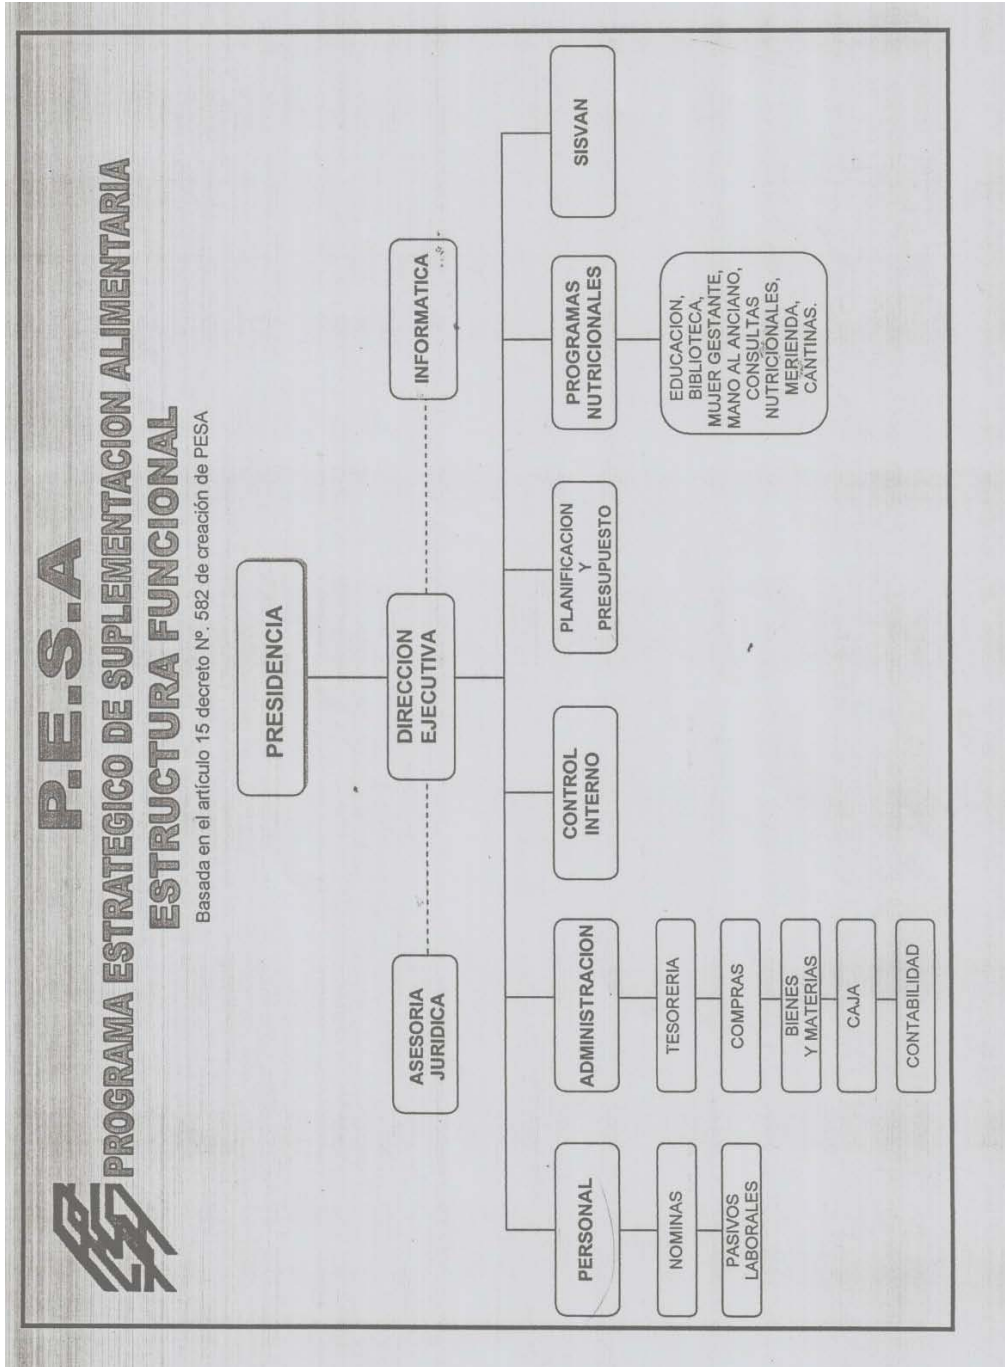 P.E.S.A
PROGRAMA ESTRATEGICO DE SUPLEMENTACION ALIMENTARIA
ESTRUCTURA FUNCIONAL
Basada en el artículo 15 decreto Nº. 582 de creación de PESA
PRESIDENCIA
ASESORIA
JURIDICA
DIRECCION
EJECUTIVA
INFORMATICA
PERSONAL
ADMINISTRACION
CONTROL
INTERNO
PLANIFICACION
Y
PRESUPUESTO
PROGRAMAS
NUTRICIONALES
SISVAN
NOMINAS
PASIVOS
LABORALES
TESORERIA
COMPRAS
BIENES
Y MATERIAS
CAJA
CONTABILIDAD
EDUCACION,
BIBLIOTECA,
MUJER GESTANTE,
MANO AL ANCIANO,
CONSULTAS
NUTRICIONALES,
MERIENDA,
CANTINAS.